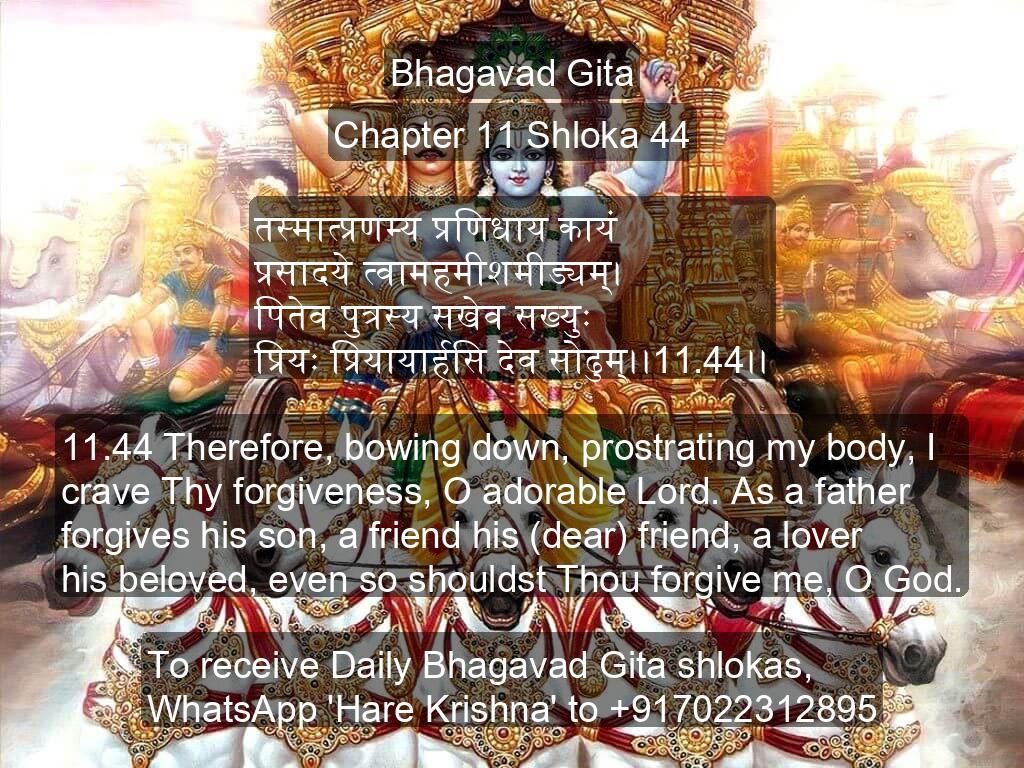 Bhagavad Gita
Chapter 11 Shloka 44
तस्मात्प्रणम्य प्रणिधाय कायं
प्रसादये त्वामहमीशमीड्यम्।
पितेव पुत्रस्य सखेव सख्युः
प्रियः प्रियायार्हसि देव सोढुम्।।11.44।।
11.44 Therefore, bowing down, prostrating my body, I
crave Thy forgiveness, O adorable Lord. As a father
forgives his son, a friend his (dear) friend, a lover
his beloved, even so shouldst Thou forgive me, O God.
To receive Daily Bhagavad Gita shlokas,
WhatsApp 'Hare Krishna' to +917022312895